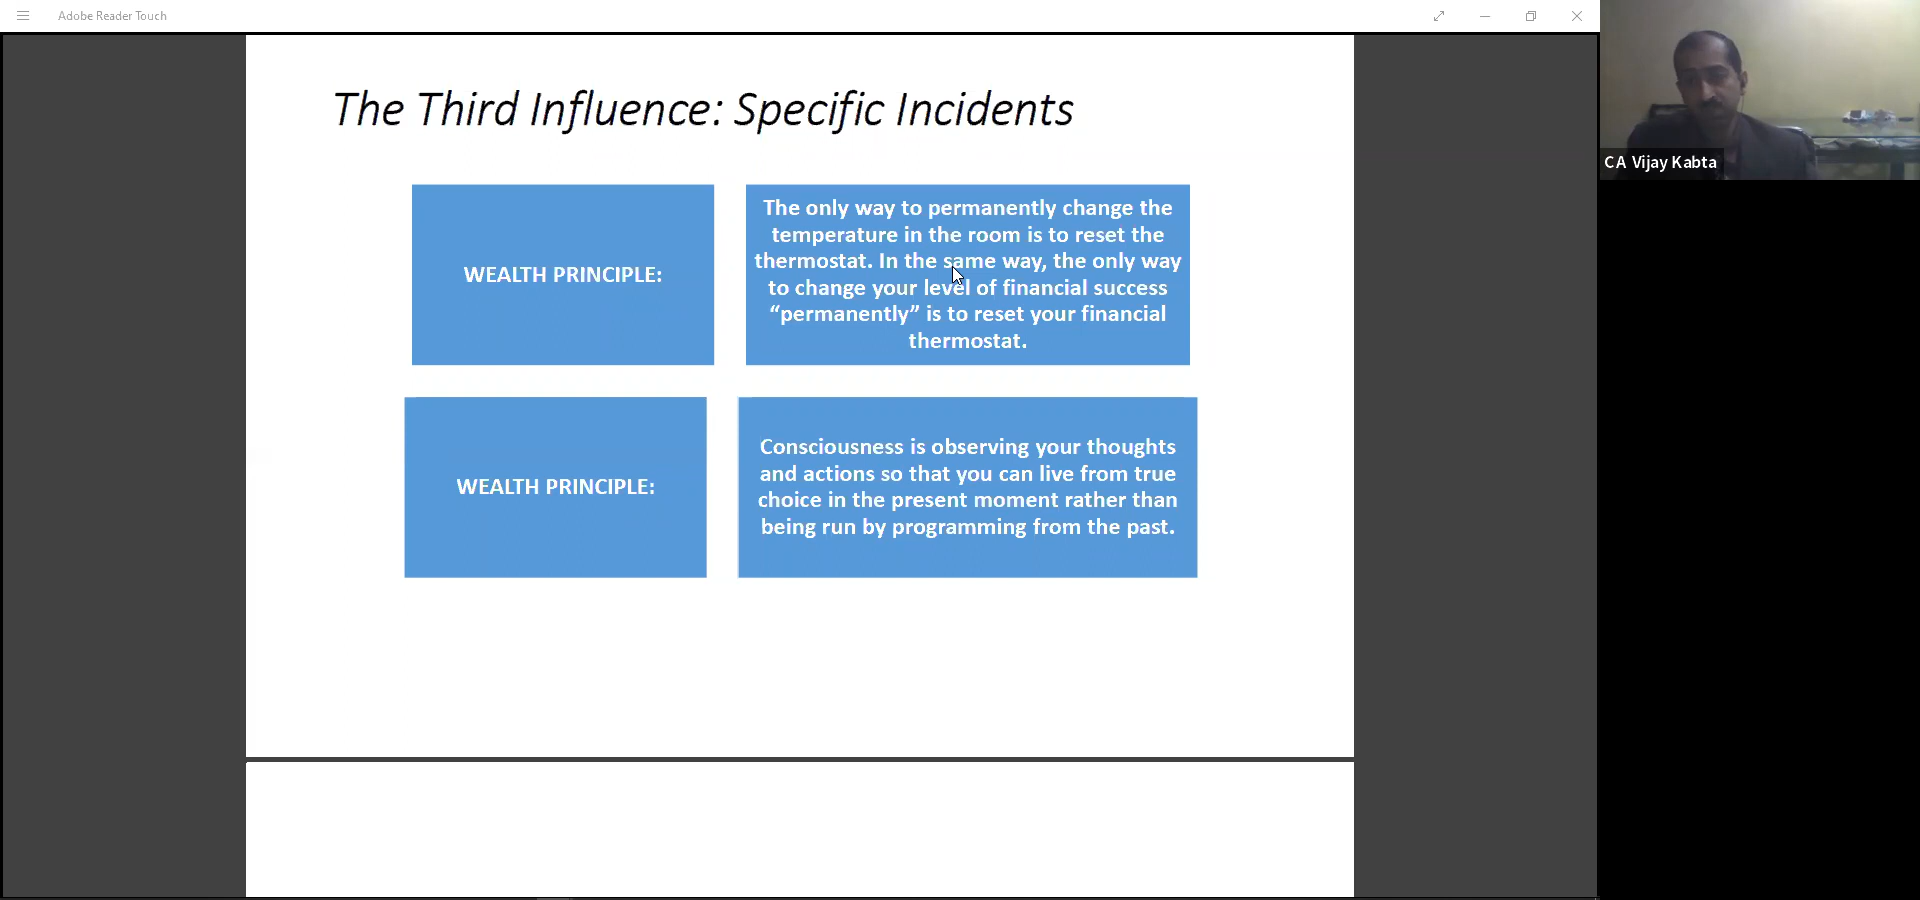 Adobe Reader Touch
The Third Influence: Specific Incidents
WEALTH PRINCIPLE:
The only way to permanently change the
temperature in the room is to reset the
thermostat. In the same way, the only way
to change your level of financial success
“permanently” is to reset your financial
thermostat.
WEALTH PRINCIPLE:
Consciousness is observing your thoughts
and actions so that you can live from true
choice in the present moment rather than
being run by programming from the past.
CA Vijay Kabta